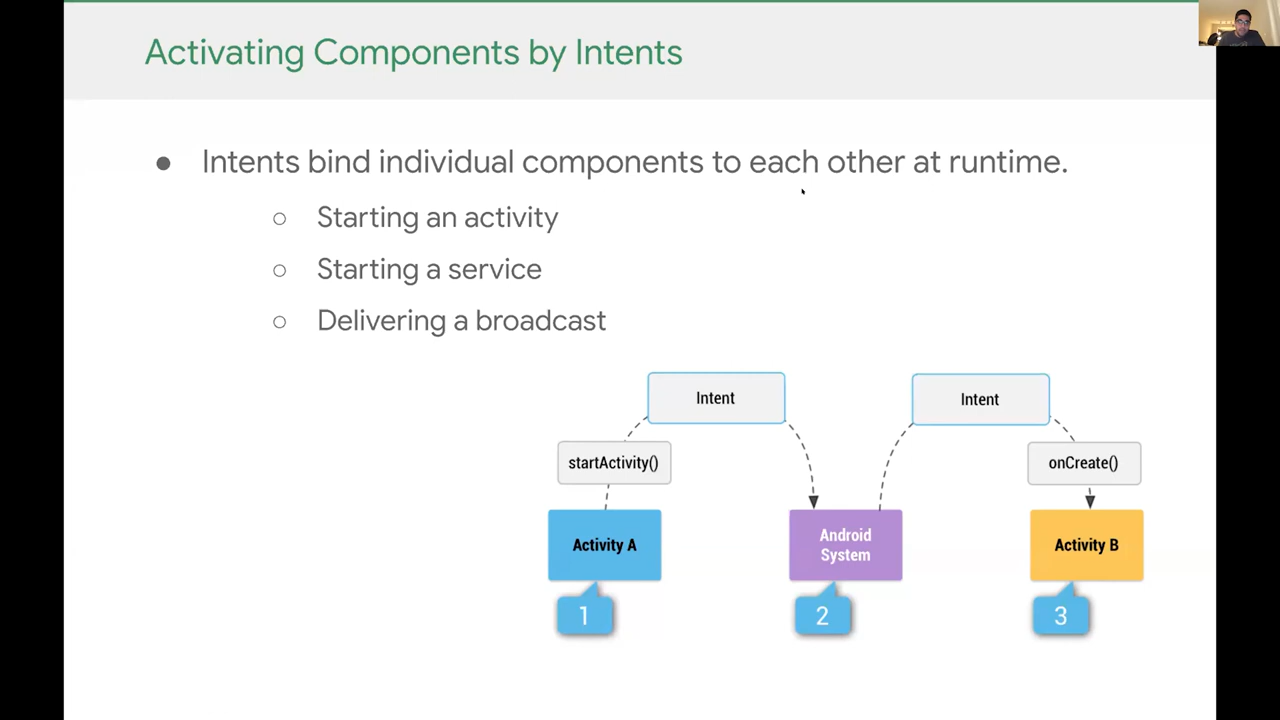 Activating Components by Intents
● Intents bind individual components to each other at runtime.
○ Starting an activity
○ Starting a service
○ Delivering a broadcast
Intent
Intent
startActivity()
onCreate()
Activity A
Android
System
Activity B
1
2
3